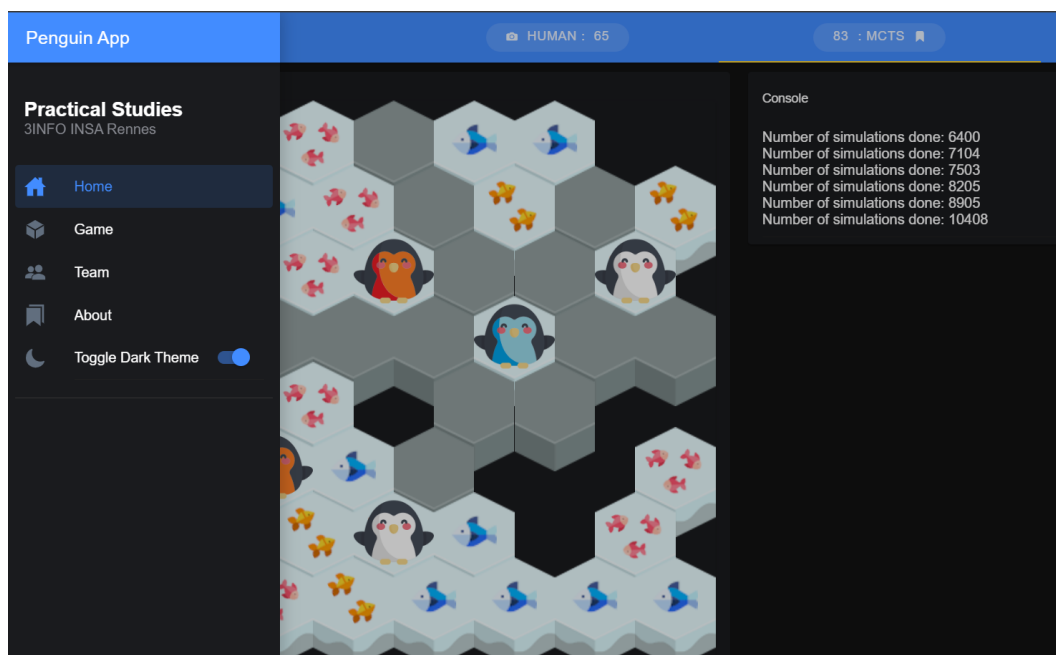 Penguin App
HUMAN : 65
83 : MCTS
Practical Studies
3INFO INSA Rennes
Home
Game
Team
About
Toggle Dark Theme
Console
Number of simulations done: 6400
Number of simulations done: 7104
Number of simulations done: 7503
Number of simulations done: 8205
Number of simulations done: 8905
Number of simulations done: 10408